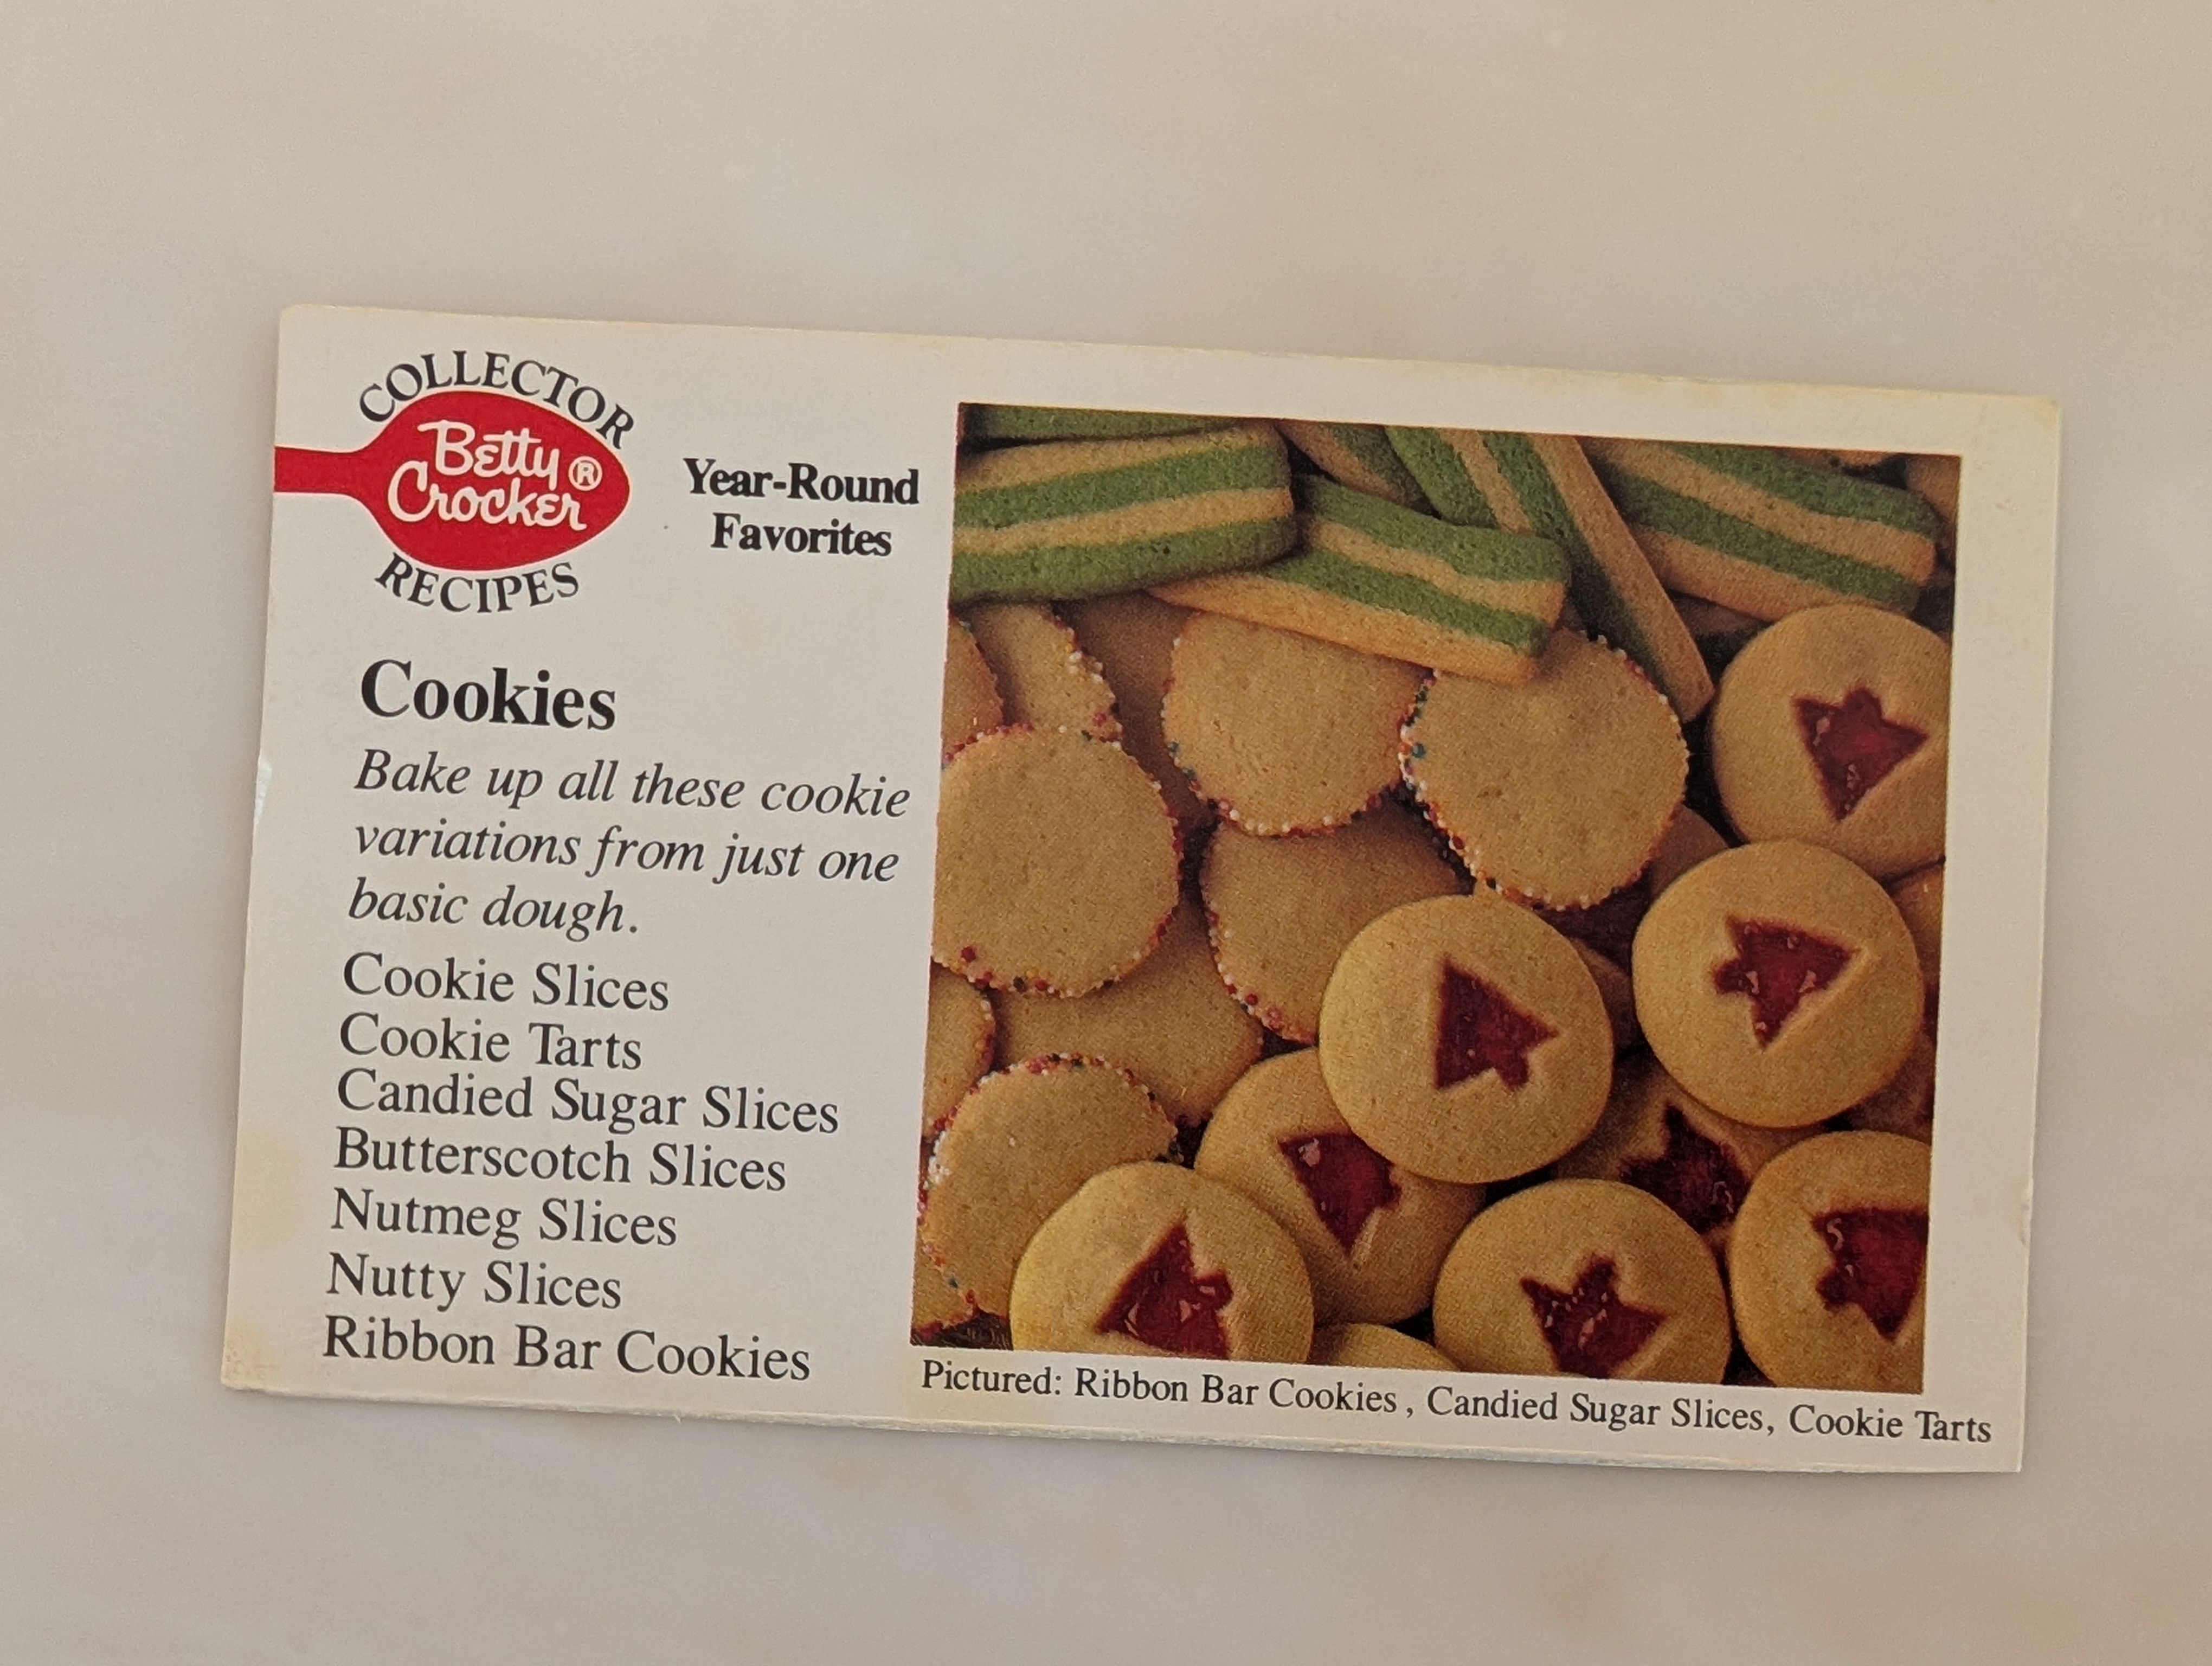 COLLECTOR
Betty ®
Crocker
RECIPES
Year-Round
Favorites
Cookies
Bake up all these cookie
variations from just one
basic dough.
Cookie Slices
Cookie Tarts
Candied Sugar Slices
Butterscotch Slices
Nutmeg Slices
Nutty Slices
Ribbon Bar Cookies
Pictured: Ribbon Bar Cookies, Candied Sugar Slices, Cookie Tarts